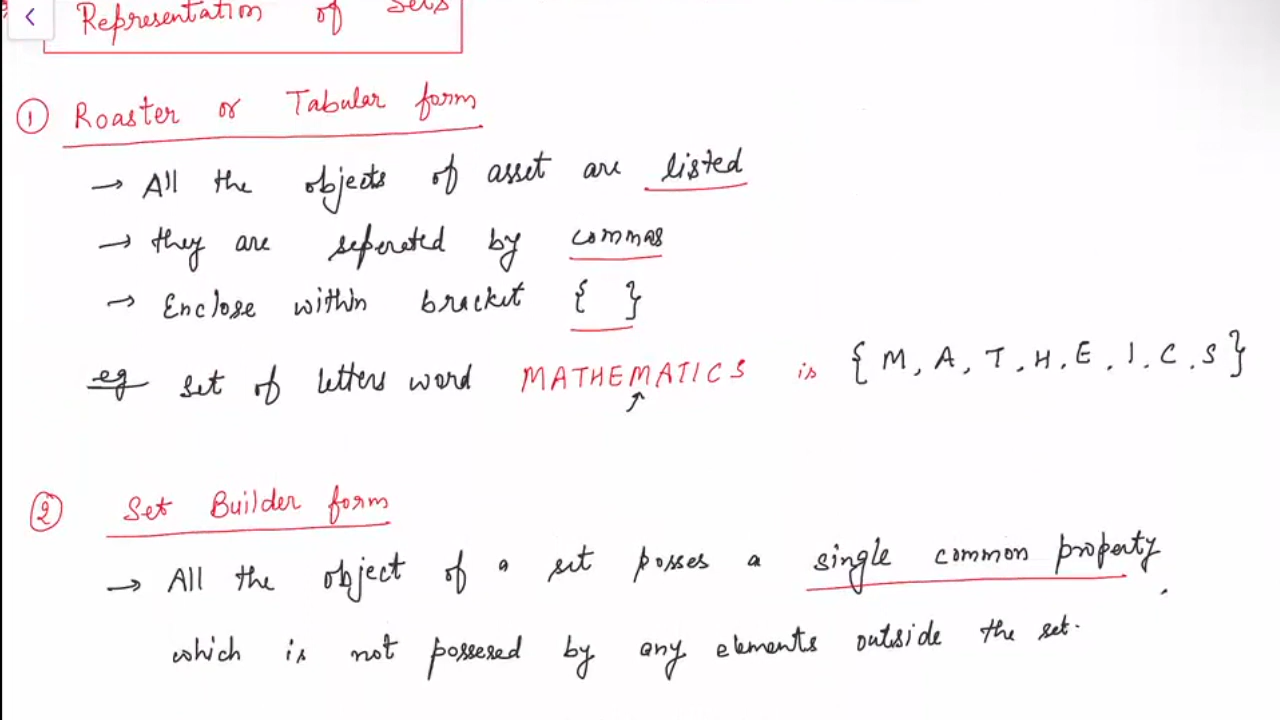 Representation of Sets
① Roaster or Tabular form
→ All the objects of asset are listed
→ they are seperated by commas
→ Enclose within bracket { }
eg set of letters word MATHEMATICS is { M, A, T, H, E, I, C, S }
② Set Builder form
→ All the object of a set posses a single common property
which is not possesed by any elements outside the set.